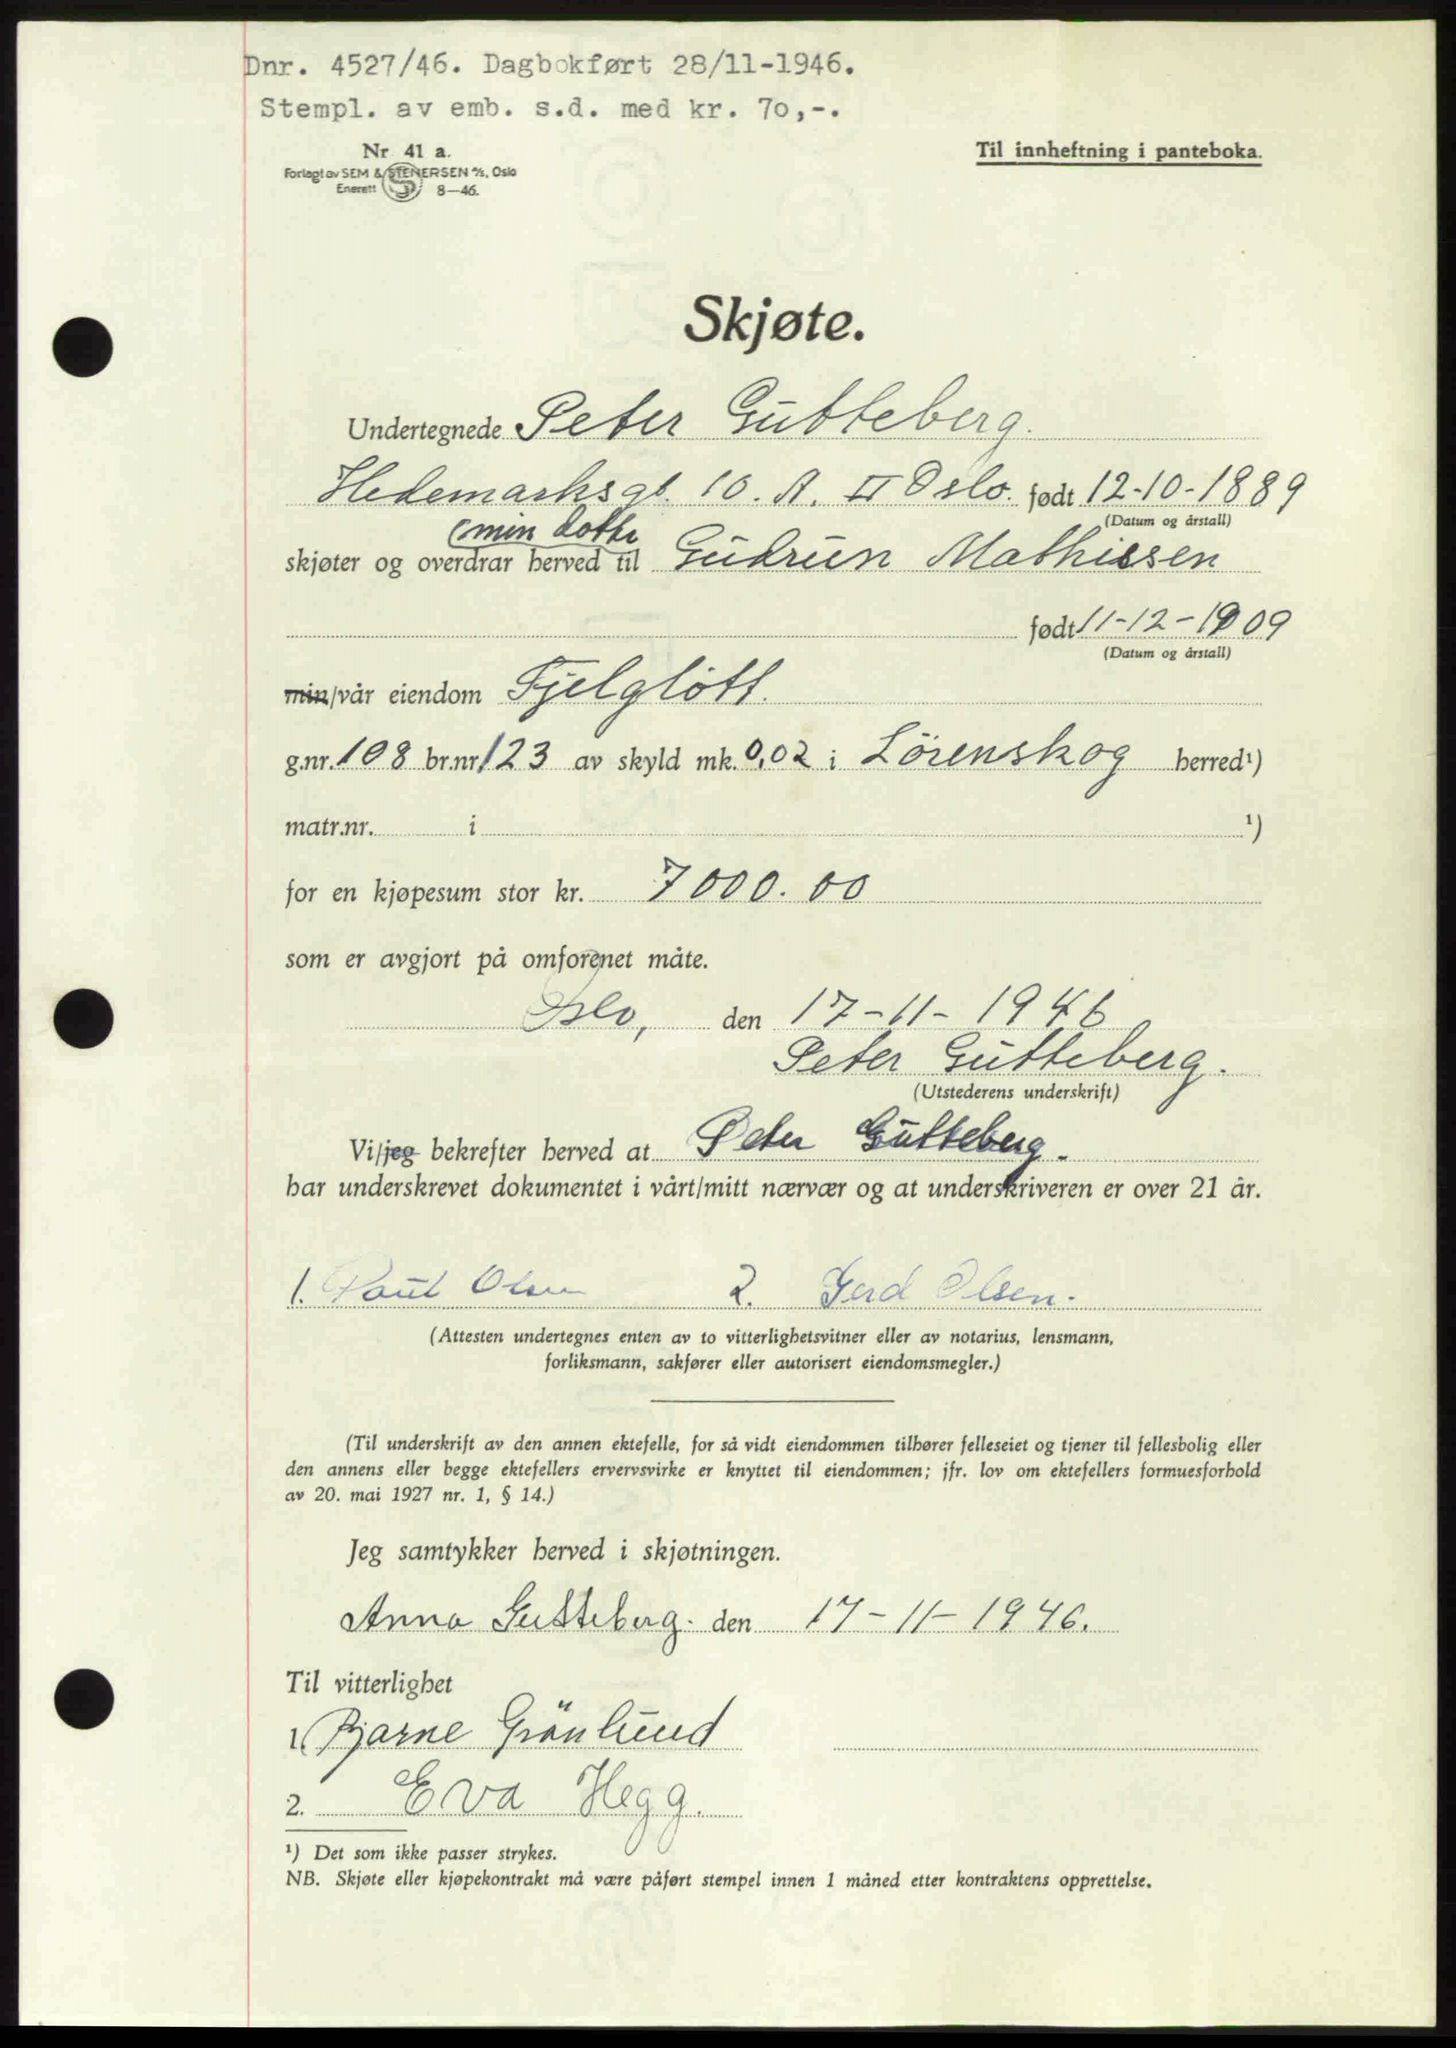 Dnr. 4527/46. Dagbokført 28/11-1946.
Stempl. av emb. s.d. med kr. 70,-.
Nr. 41 a.
Forlagt av SEM & STENERSEN A/S, Oslo
Enerett 8—46.
Til innheftning i panteboka.
Skjøte.
Undertegnede Peter Gutteberg.
Hedemarksgt. 10. A. II Oslo. født 12-10-1889
(Datum og årstall)
(min dotter
skjøter og overdrar herved til Gudrun Mathissen
født 11-12-1909
(Datum og årstall)
min/vår eiendom Fjelgløtt.
g.nr. 108 br.nr. 123 av skyld mk. 0,02 i Lörenskog herred¹)
matr.nr. i ¹)
for en kjøpesum stor kr. 7000.00
som er avgjort på omforenet måte.
Oslo, den 17-11-1946
Peter Gutteberg.
(Utstederens underskrift)
Vi/jeg bekrefter herved at Peter Gutteberg.
har underskrevet dokumentet i vårt/mitt nærvær og at underskriveren er over 21 år.
1. Paul Olsen 2. Gerd Olsen.
(Attesten undertegnes enten av to vitterlighetsvitner eller av notarius, lensmann,
forliksmann, sakfører eller autorisert eiendomsmegler.)
(Til underskrift av den annen ektefelle, for så vidt eiendommen tilhører felleseiet og tjener til fellesbolig eller
den annens eller begge ektefellers ervervsvirke er knyttet til eiendommen; jfr. lov om ektefellers formuesforhold
av 20. mai 1927 nr. 1, § 14.)
Jeg samtykker herved i skjøtningen.
Anna Gutteberg. den 17-11-1946.
Til vitterlighet
1. Bjarne Grönlund
2. Eva Hegg.
¹) Det som ikke passer strykes.
NB. Skjøte eller kjøpekontrakt må være påført stempel innen 1 måned etter kontraktens opprettelse.